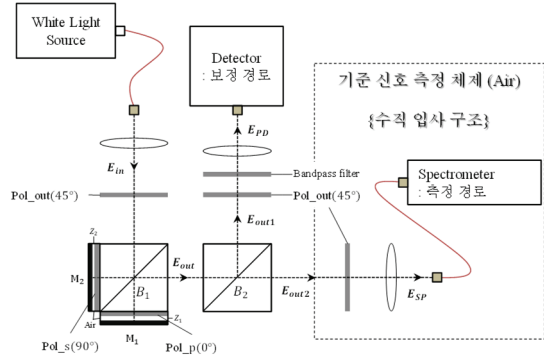 White Light
Source
Detector
: 보정 경로
기준 신호 측정 체제 (Air)
{수직 입사 구조}
E_PD
E_in
Bandpass filter
Spectrometer
: 측정 경로
Pol_out(45°)
Pol_out(45°)
E_out1
Z_2
M_2
B_1
E_out
B_2
E_out2
E_SP
Air
Z_1
M_1
Pol_s(90°)
Pol_p(0°)